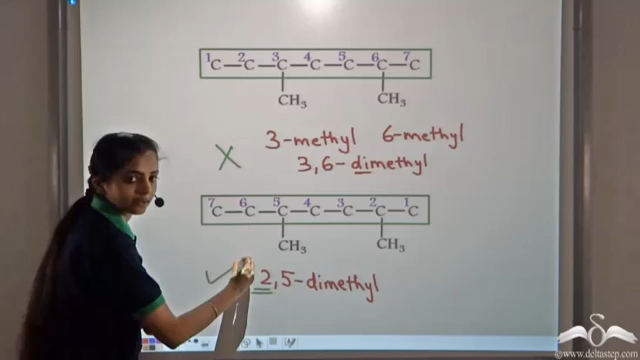 1C—2C—3C—4C—5C—6C—7C
CH3 CH3
3-methyl 6-methyl
3,6-dimethyl
7C—6C—5C—4C—3C—2C—1C
CH3 CH3
2,5-dimethyl
©www.deltastep.com